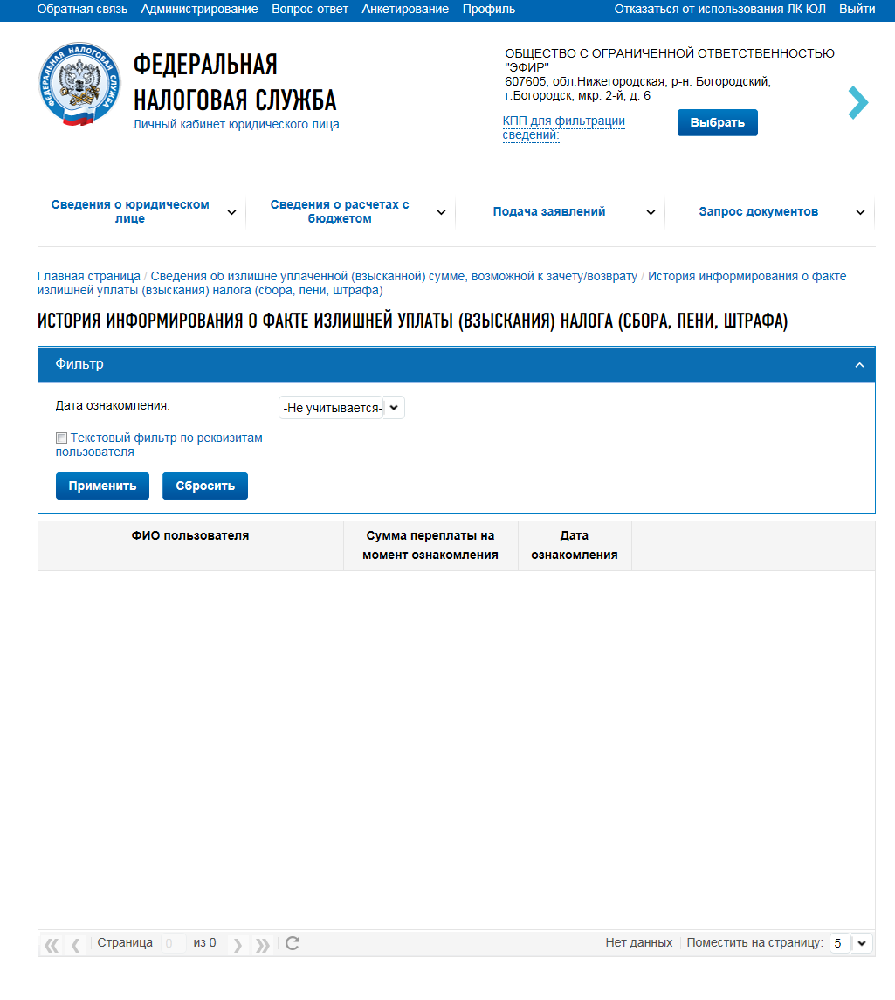 Обратная связь Администрирование Вопрос-ответ Анкетирование Профиль Отказаться от использования ЛК ЮЛ Выйти
ФЕДЕРАЛЬНАЯ НАЛОГОВАЯ СЛУЖБА
ФЕДЕРАЛЬНАЯ
НАЛОГОВАЯ СЛУЖБА
Личный кабинет юридического лица
ОБЩЕСТВО С ОГРАНИЧЕННОЙ ОТВЕТСТВЕННОСТЬЮ
"ЭФИР"
607605, обл.Нижегородская, р-н. Богородский,
г.Богородск, мкр. 2-й, д. 6
КПП для фильтрации
сведений:
Выбрать
Сведения о юридическом
лице
Сведения о расчетах с
бюджетом
Подача заявлений
Запрос документов
Главная страница / Сведения об излишне уплаченной (взысканной) сумме, возможной к зачету/возврату / История информирования о факте
излишней уплаты (взыскания) налога (сбора, пени, штрафа)
ИСТОРИЯ ИНФОРМИРОВАНИЯ О ФАКТЕ ИЗЛИШНЕЙ УПЛАТЫ (ВЗЫСКАНИЯ) НАЛОГА (СБОРА, ПЕНИ, ШТРАФА)
Фильтр
Дата ознакомления: -Не учитывается-
Текстовый фильтр по реквизитам
пользователя
Применить Сбросить
ФИО пользователя
Сумма переплаты на
момент ознакомления
Дата
ознакомления
Страница 0 из 0 Нет данных Поместить на страницу: 5